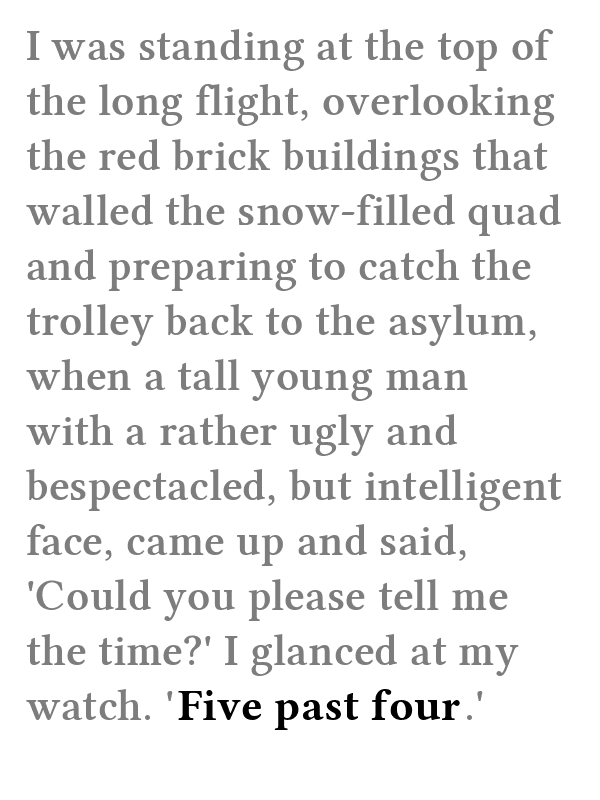 I was standing at the top of
the long flight, overlooking
the red brick buildings that
walled the snow-filled quad
and preparing to catch the
trolley back to the asylum,
when a tall young man
with a rather ugly and
bespectacled, but intelligent
face, came up and said,
'Could you please tell me
the time?' I glanced at my
watch. 'Five past four.'